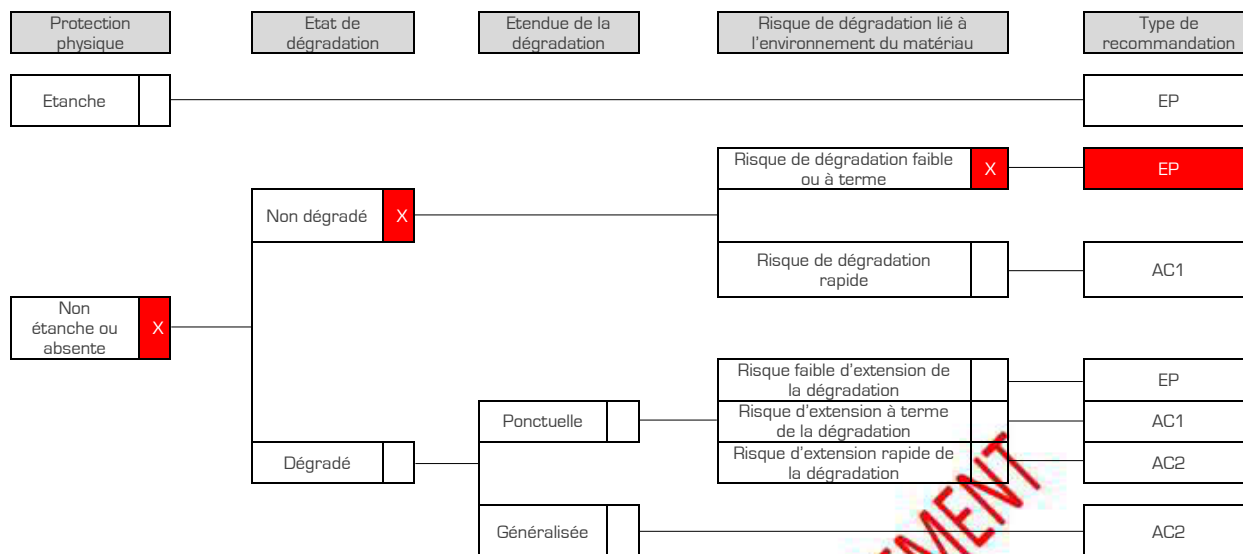 Protection
physique
Etat de
dégradation
Etendue de la
dégradation
Risque de dégradation lié à
l'environnement du matériau
Type de
recommandation
Etanche
EP
Risque de dégradation faible
ou à terme
X
EP
Non dégradé
X
Risque de dégradation
rapide
AC1
Non
étanche ou
absente
X
Risque faible d'extension de
la dégradation
EP
Ponctuelle
Risque d'extension à terme
de la dégradation
AC1
Dégradé
Risque d'extension rapide de
la dégradation
AC2
Généralisée
AC2